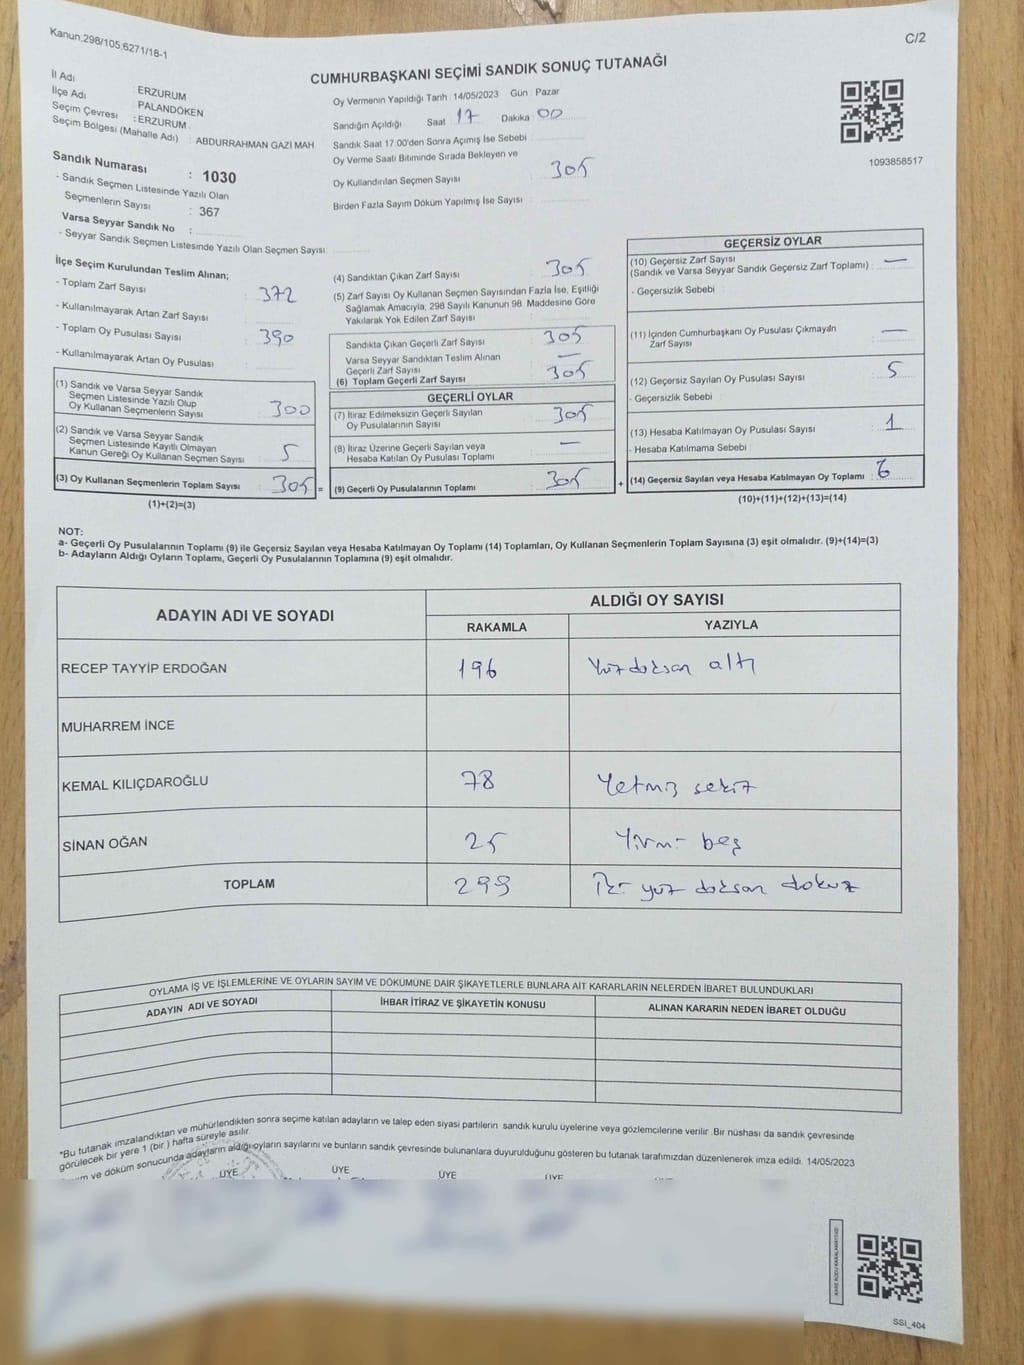 Kanun:298/105;6271/18-1
C/2
CUMHURBAŞKANI SEÇİMİ SANDIK SONUÇ TUTANAĞI
İl Adı : ERZURUM
İlçe Adı : PALANDÖKEN
Seçim Çevresi : ERZURUM
Seçim Bölgesi (Mahalle Adı) : ABDURRAHMAN GAZİ MAH
Oy Vermenin Yapıldığı Tarih 14/05/2023 Gün : Pazar
Sandığın Açıldığı Saat 17 Dakika 00
Sandık Saat 17.00'den Sonra Açımış İse Sebebi
Oy Verme Saati Bitiminde Sırada Bekleyen ve
Oy Kullandırılan Seçmen Sayısı 305
Birden Fazla Sayım Döküm Yapılmış İse Sayısı
1093858517
Sandık Numarası : 1030
- Sandık Seçmen Listesinde Yazılı Olan
Seçmenlerin Sayısı : 367
Varsa Seyyar Sandık No :
- Seyyar Sandık Seçmen Listesinde Yazılı Olan Seçmen Sayısı:
İlçe Seçim Kurulundan Teslim Alınan;
- Toplam Zarf Sayısı : 372
- Kullanılmayarak Artan Zarf Sayısı :
- Toplam Oy Pusulası Sayısı : 390
- Kullanılmayarak Artan Oy Pusulası :
(1) Sandık ve Varsa Seyyar Sandık
Seçmen Listesinde Yazılı Olup
Oy Kullanan Seçmenlerin Sayısı : 300
(2) Sandık ve Varsa Seyyar Sandık
Seçmen Listesinde Kayıtlı Olmayan
Kanun Gereği Oy Kullanan Seçmen Sayısı : 5
(3) Oy Kullanan Seçmenlerin Toplam Sayısı : 305 =
(1)+(2)=(3)
(4) Sandıktan Çıkan Zarf Sayısı : 305
(5) Zarf Sayısı Oy Kullanan Seçmen Sayısından Fazla İse, Eşitliği
Sağlamak Amacıyla, 298 Sayılı Kanunun 98. Maddesine Göre
Yakılarak Yok Edilen Zarf Sayısı :
Sandıkta Çıkan Geçerli Zarf Sayısı : 305
Varsa Seyyar Sandıktan Teslim Alınan
Geçerli Zarf Sayısı : —
(6) Toplam Geçerli Zarf Sayısı : 305
GEÇERLİ OYLAR
(7) İtiraz Edilmeksizin Geçerli Sayılan
Oy Pusulalarının Sayısı : 305
(8) İtiraz Üzerine Geçerli Sayılan veya
Hesaba Katılan Oy Pusulası Toplamı : —
(9) Geçerli Oy Pusulalarının Toplamı : 305 +
GEÇERSİZ OYLAR
(10) Geçersiz Zarf Sayısı
(Sandık ve Varsa Seyyar Sandık Geçersiz Zarf Toplamı) : —
- Geçersizlik Sebebi :
(11) İçinden Cumhurbaşkanı Oy Pusulası Çıkmayan
Zarf Sayısı : —
(12) Geçersiz Sayılan Oy Pusulası Sayısı : 5
- Geçersizlik Sebebi :
(13) Hesaba Katılmayan Oy Pusulası Sayısı : 1
- Hesaba Katılmama Sebebi :
(14) Geçersiz Sayılan veya Hesaba Katılmayan Oy Toplamı : 6
(10)+(11)+(12)+(13)=(14)
NOT:
a- Geçerli Oy Pusulalarının Toplamı (9) ile Geçersiz Sayılan veya Hesaba Katılmayan Oy Toplamı (14) Toplamları, Oy Kullanan Seçmenlerin Toplam Sayısına (3) eşit olmalıdır. (9)+(14)=(3)
b- Adayların Aldığı Oyların Toplamı, Geçerli Oy Pusulalarının Toplamına (9) eşit olmalıdır.
ADAYIN ADI VE SOYADI
ALDIĞI OY SAYISI
RAKAMLA YAZIYLA
RECEP TAYYİP ERDOĞAN 196 Yüz doksan altı
MUHARREM İNCE
KEMAL KILIÇDAROĞLU 78 Yetmiş sekiz
SİNAN OĞAN 25 Yirmi beş
TOPLAM 299 İki yüz doksan dokuz
OYLAMA İŞ VE İŞLEMLERİNE VE OYLARIN SAYIM VE DÖKÜMÜNE DAİR ŞİKAYETLERLE BUNLARA AİT KARARLARIN NELERDEN İBARET BULUNDUKLARI
ADAYIN ADI VE SOYADI İHBAR İTİRAZ VE ŞİKAYETİN KONUSU ALINAN KARARIN NEDEN İBARET OLDUĞU
*Bu tutanak imzalandıktan ve mühürlendikten sonra seçime katılan adayların ve talep eden siyasi partilerin sandık kurulu üyelerine veya gözlemcilerine verilir. Bir nüshası da sandık çevresinde
görülecek bir yere 1 (bir) hafta süreyle asılır.
ve döküm sonucunda adayların aldığı oyların sayılarını ve bunların sandık çevresinde bulunanlara duyurulduğunu gösteren bu tutanak tarafımızdan düzenlenerek imza edildi. 14/05/2023
ÜYE ÜYE ÜYE ÜYE
SSİ_404